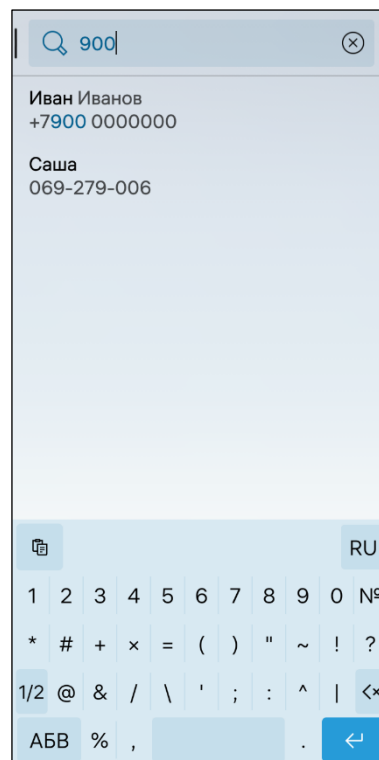 900
Иван Иванов
+7900 0000000
Саша
069-279-006
RU
1 2 3 4 5 6 7 8 9 0 №
* # + × = ( ) " ~ ! ?
1/2 @ & / \ ' ; : ^ |
АБВ % , .